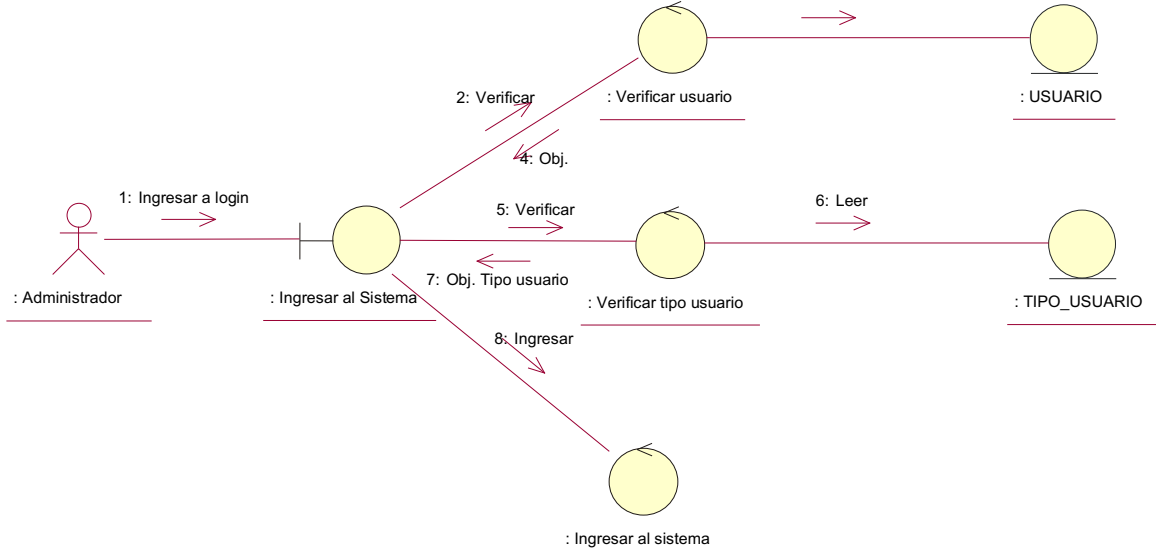 2: Verificar
: Verificar usuario
: USUARIO
4: Obj.
1: Ingresar a login
5: Verificar
6: Leer
: Administrador
: Ingresar al Sistema
7: Obj. Tipo usuario
: Verificar tipo usuario
: TIPO_USUARIO
8: Ingresar
: Ingresar al sistema